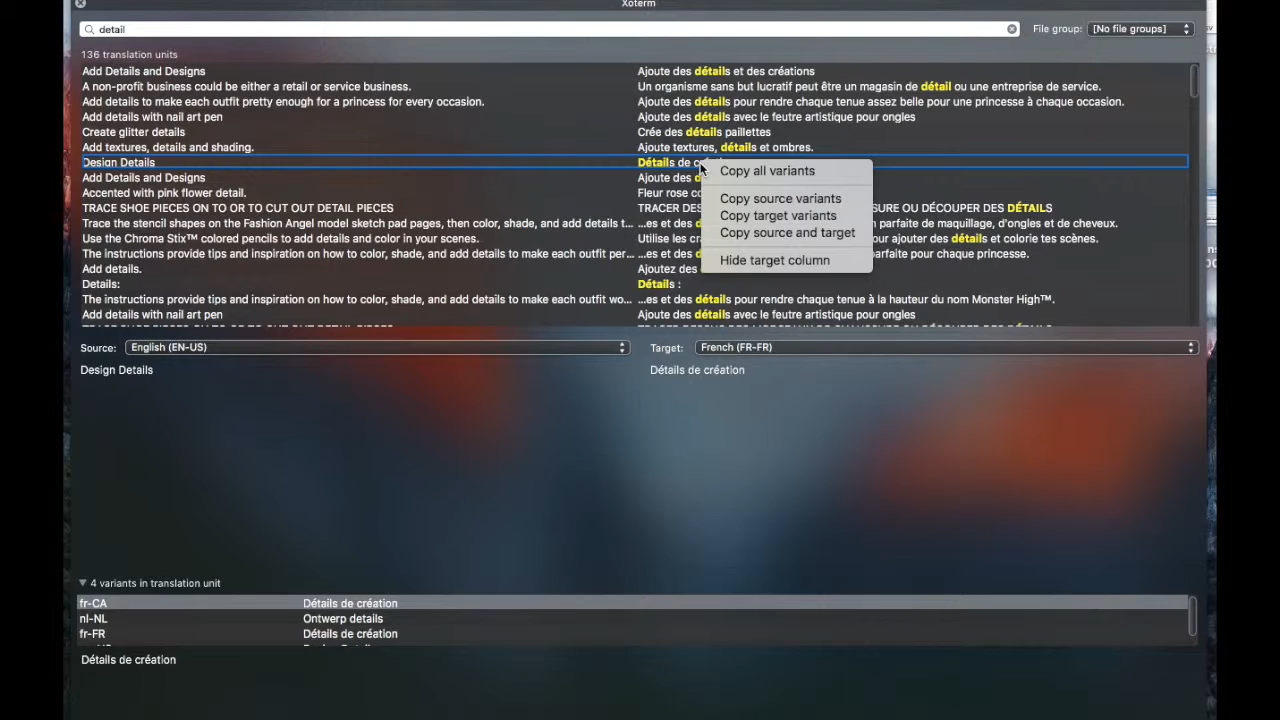 Xoterm
detail
File group: [No file groups]
136 translation units
Add Details and Designs Ajoute des détails et des créations
A non-profit business could be either a retail or service business. Un organisme sans but lucratif peut être un magasin de détail ou une entreprise de service.
Add details to make each outfit pretty enough for a princess for every occasion. Ajoute des détails pour rendre chaque tenue assez belle pour une princesse à chaque occasion.
Add details with nail art pen Ajoute des détails avec le feutre artistique pour ongles
Create glitter details Crée des détails paillettes
Add textures, details and shading. Ajoute textures, détails et ombres.
Design Details Détails de
Add Details and Designs Ajoute des
Accented with pink flower detail. Fleur rose
TRACE SHOE PIECES ON TO OR TO CUT OUT DETAIL PIECES TRACER OU DÉCOUPER DES DÉTAILS
Trace the stencil shapes on the Fashion Angel model sketch pad pages, then color, shade, and add details t... ...es et des parfaite de maquillage, d'ongles et de cheveux.
Use the Chroma Stix™ colored pencils to add details and color in your scenes. Utilise les pour ajouter des détails et colorie tes scènes.
The instructions provide tips and inspiration on how to color, shade, and add details to make each outfit per... ...es et des pour chaque princesse.
Add details. Ajoutez des
Details: Détails :
The instructions provide tips and inspiration on how to color, shade, and add details to make each outfit wo... ...es et des détails pour rendre chaque tenue à la hauteur du nom Monster High™.
Add details with nail art pen Ajoute des détails avec le feutre artistique pour ongles
Copy all variants
Copy source variants
Copy target variants
Copy source and target
Hide target column
Source: English (EN-US) Target: French (FR-FR)
Design Details Détails de création
4 variants in translation unit
fr-CA Détails de création
nl-NL Ontwerp details
fr-FR Détails de création
Détails de création